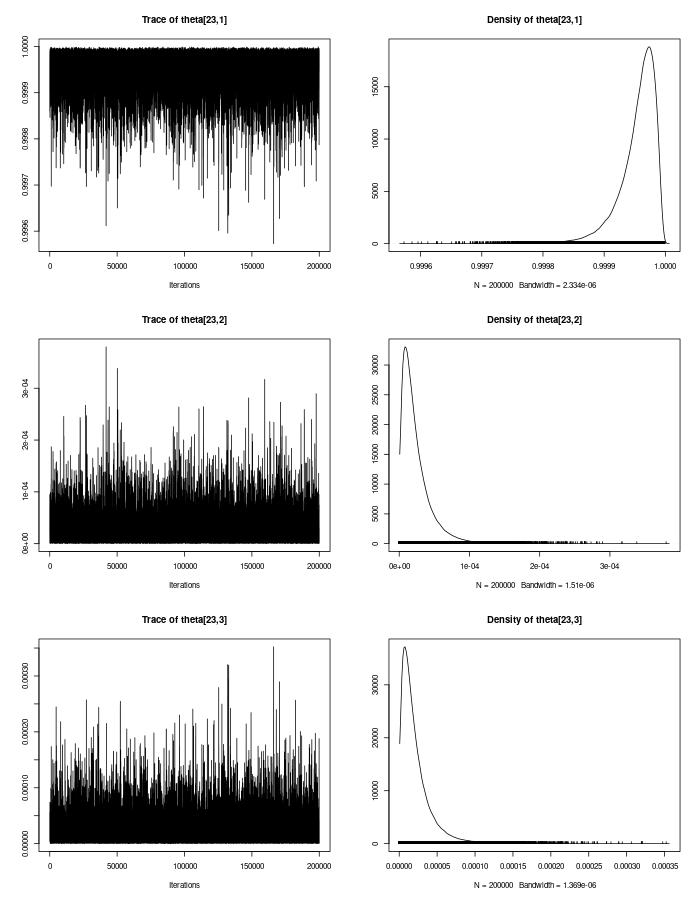 Trace of theta[23,1]
1.0000
0.9999
0.9998
0.9997
0.9996
0 50000 100000 150000 200000
Iterations
Density of theta[23,1]
15000
10000
5000
0
0.9996 0.9997 0.9998 0.9999 1.0000
N = 200000 Bandwidth = 2.334e-06
Trace of theta[23,2]
3e-04
2e-04
1e-04
0e+00
0 50000 100000 150000 200000
Iterations
Density of theta[23,2]
30000
25000
20000
15000
10000
5000
0
0e+00 1e-04 2e-04 3e-04
N = 200000 Bandwidth = 1.51e-06
Trace of theta[23,3]
0.00030
0.00020
0.00010
0.00000
0 50000 100000 150000 200000
Iterations
Density of theta[23,3]
30000
20000
10000
0
0.00000 0.00005 0.00010 0.00015 0.00020 0.00025 0.00030 0.00035
N = 200000 Bandwidth = 1.369e-06